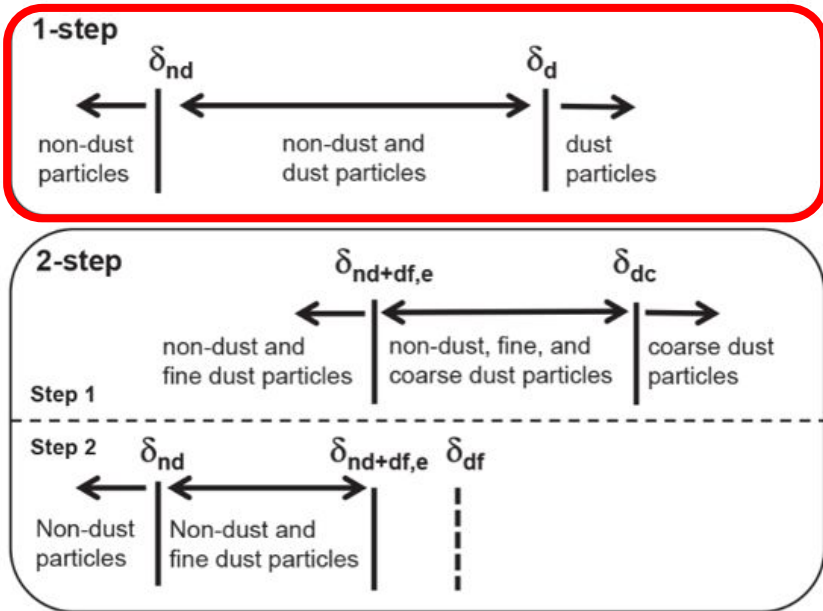 1-step
δnd δd
non-dust particles
non-dust and dust particles
dust particles
2-step
δnd+df,e δdc
non-dust and fine dust particles
non-dust, fine, and coarse dust particles
coarse dust particles
Step 1
Step 2
δnd δnd+df,e δdf
Non-dust particles
Non-dust and fine dust particles